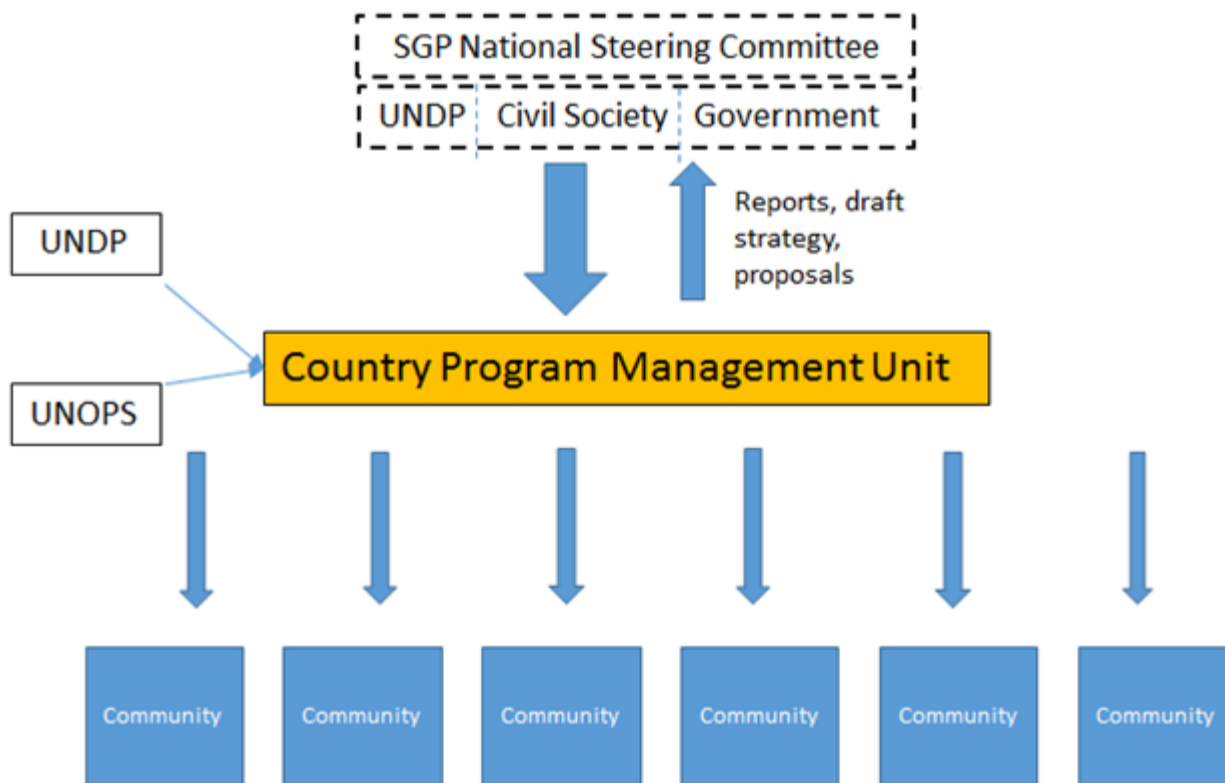 SGP National Steering Committee
UNDP Civil Society Government
Reports, draft
strategy,
proposals
UNDP
Country Program Management Unit
UNOPS
Community Community Community Community Community Community